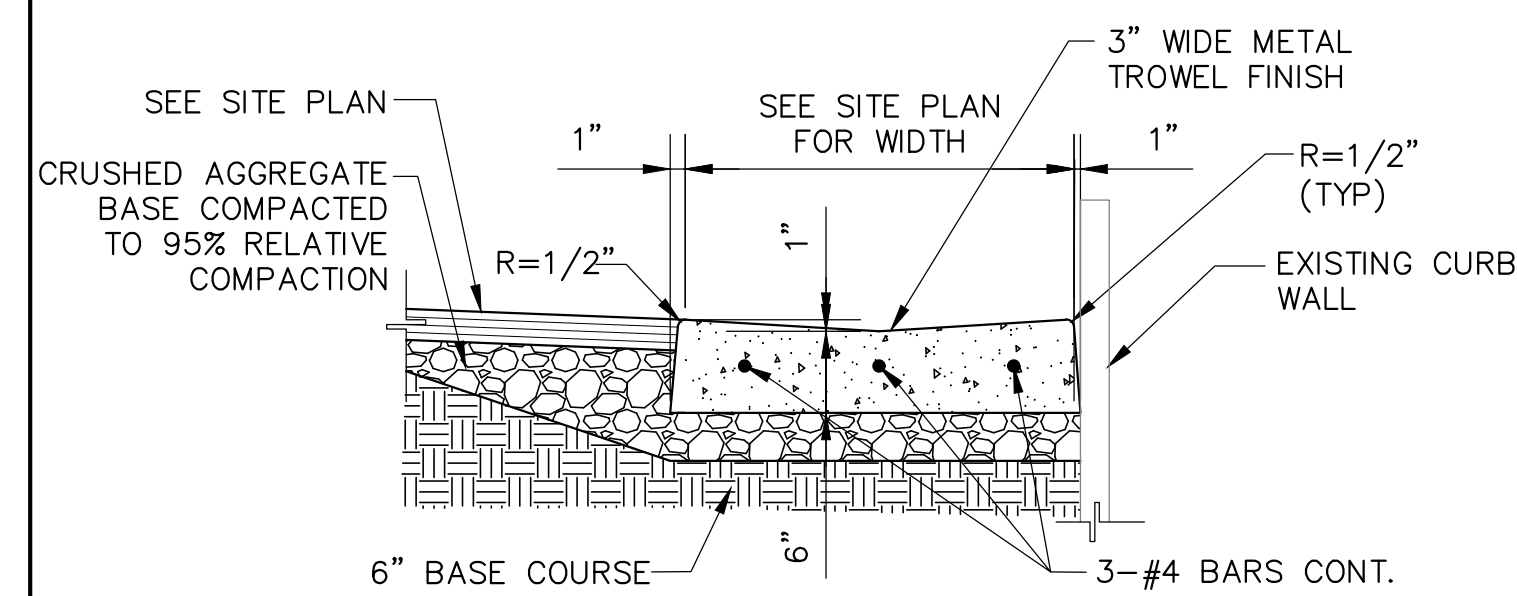 3” WIDE METAL
TROWEL FINISH
SEE SITE PLAN
SEE SITE PLAN
FOR WIDTH
1”
1”
R=1/2”
(TYP)
CRUSHED AGGREGATE
BASE COMPACTED
TO 95% RELATIVE
COMPACTION
R=1/2”
1”
EXISTING CURB
WALL
6”
6” BASE COURSE
3-#4 BARS CONT.